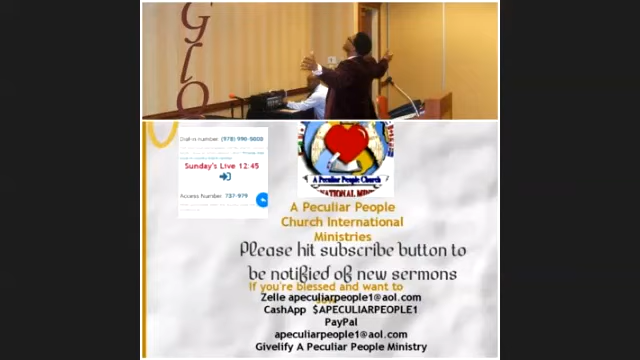 GLO
Dial-in number (978) 990-5000
Sunday's Live 12:45
Access Number 737-979
A Peculiar People Church
A Peculiar People
Church International
Ministries
Please hit subscribe button to
be notified of new sermons
If you're blessed and want to
Zelle apeculiarpeople1@aol.com
CashApp $APECULIARPEOPLE1
PayPal
apeculiarpeople1@aol.com
Givelify A Peculiar People Ministry